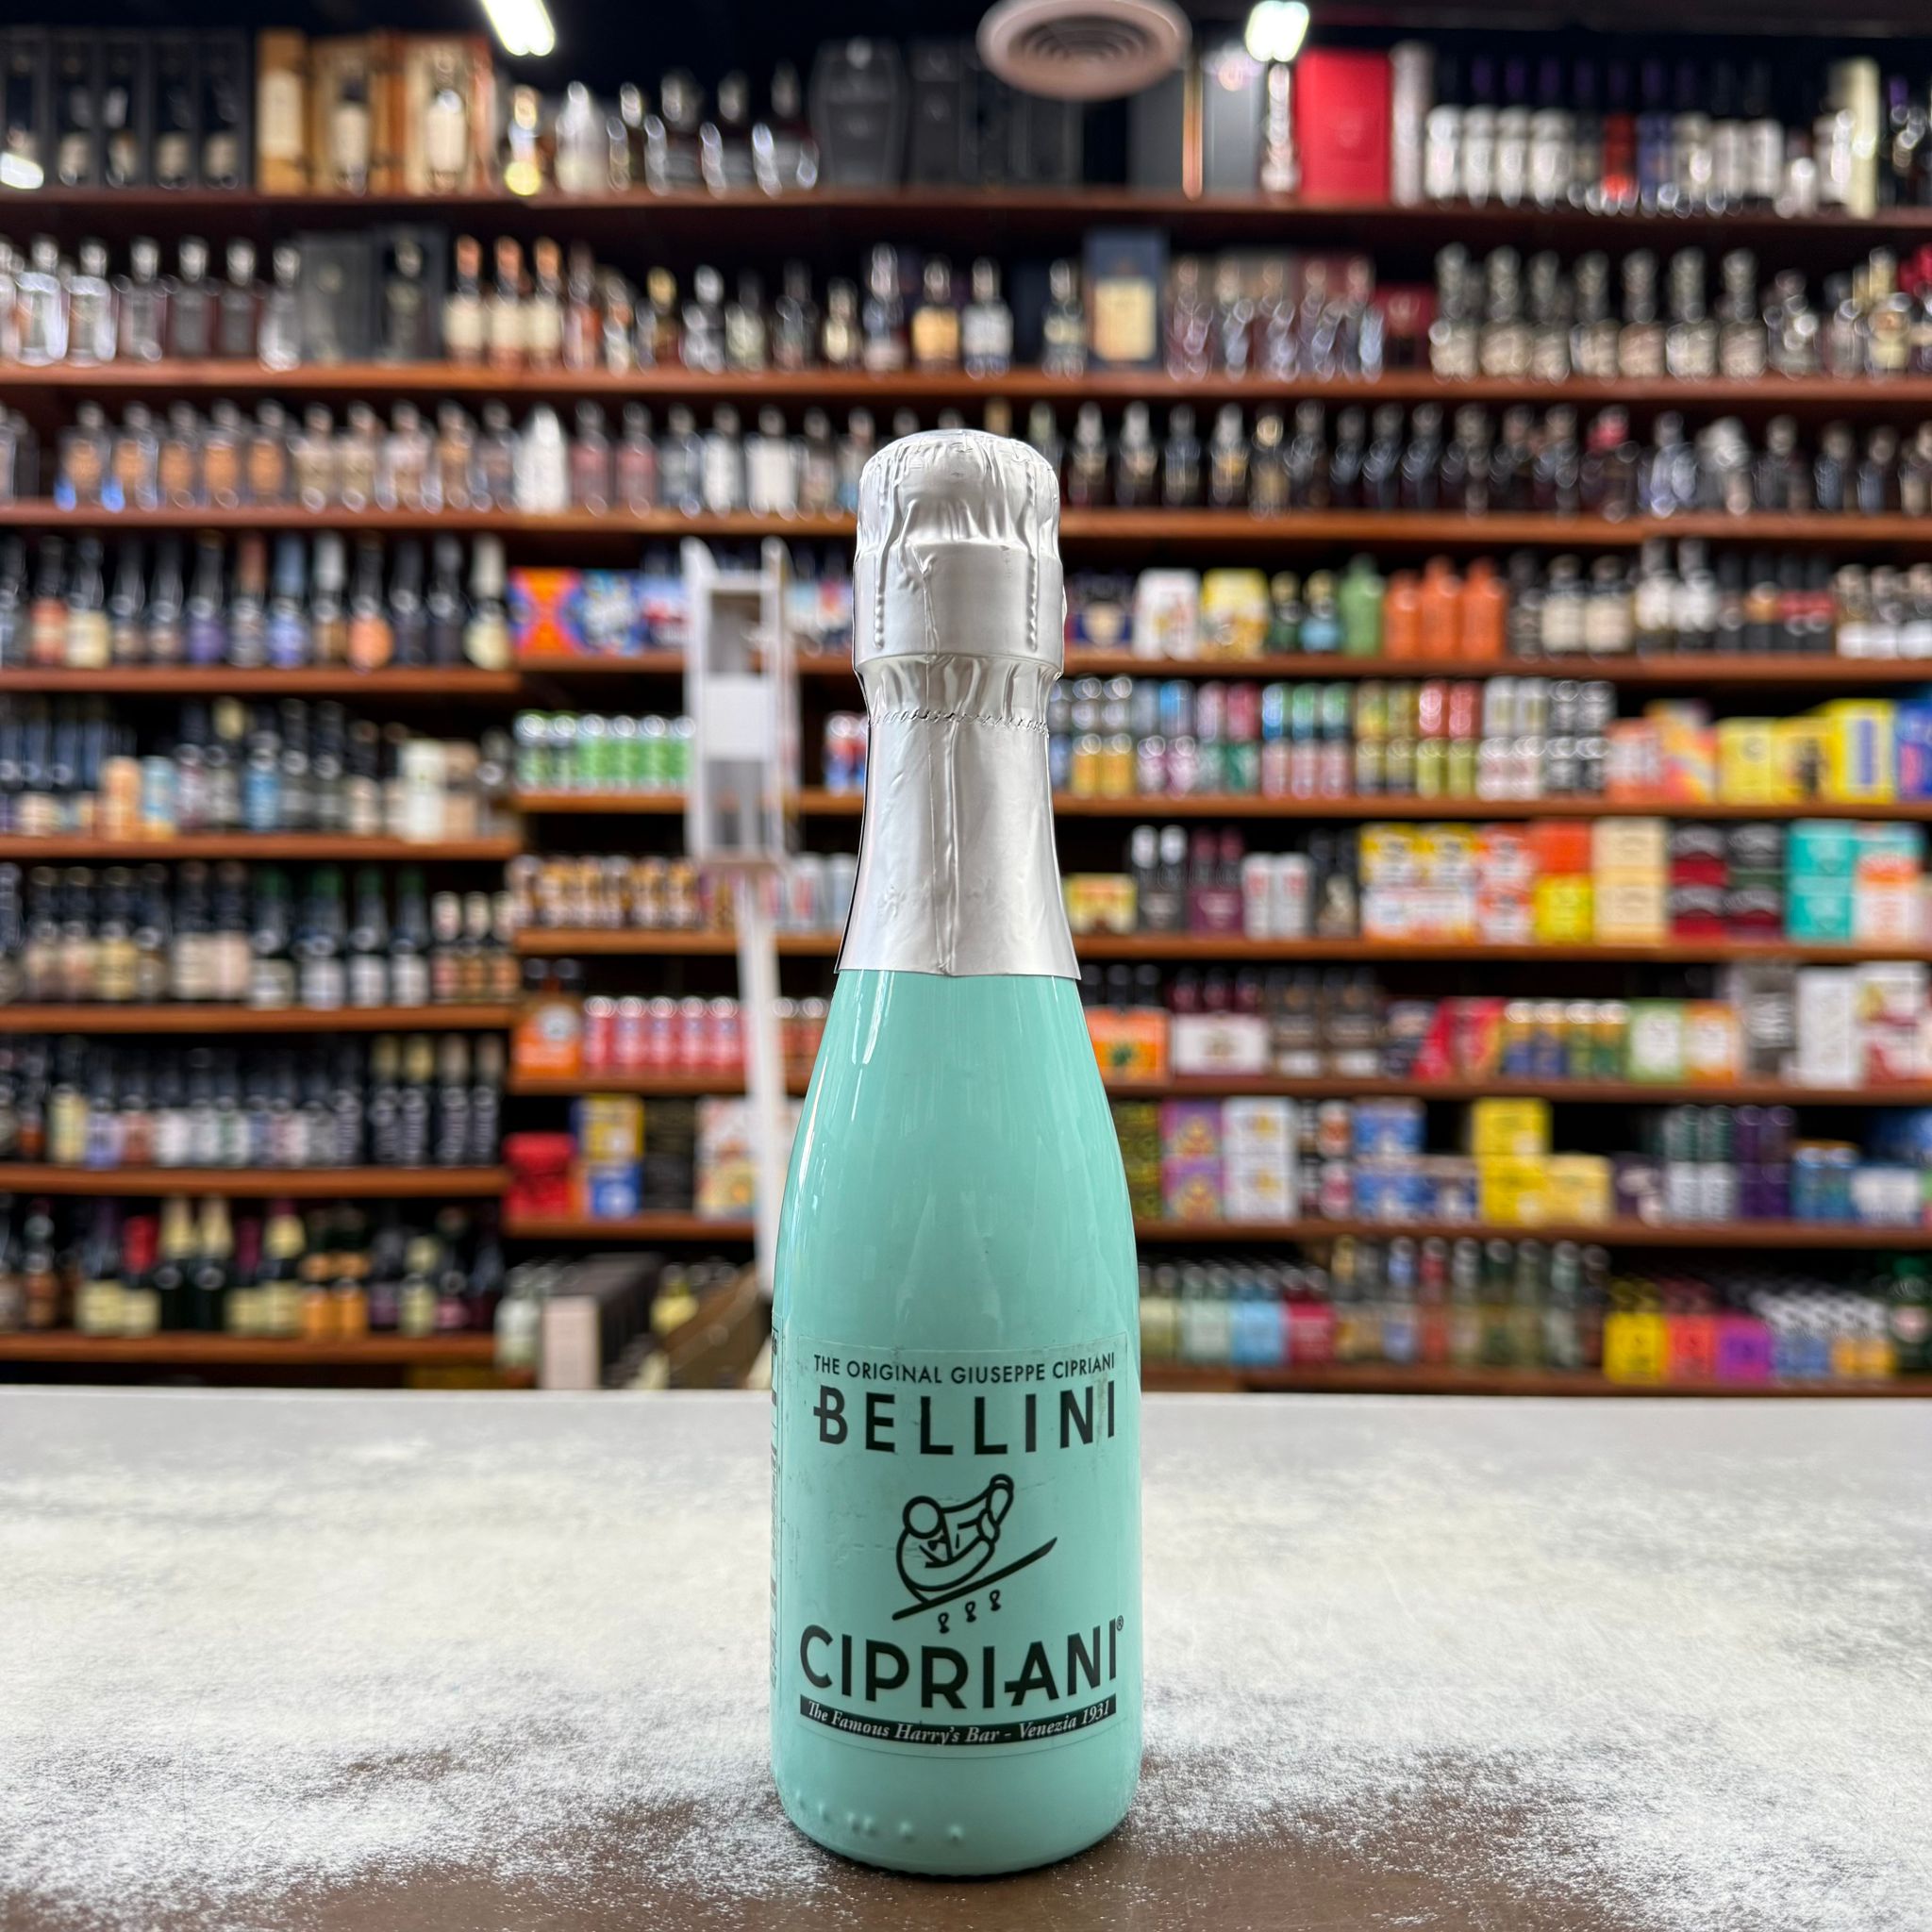 THE ORIGINAL GIUSEPPE CIPRIANI
BELLINI
CIPRIANI®
The Famous Harry's Bar - Venezia 1931